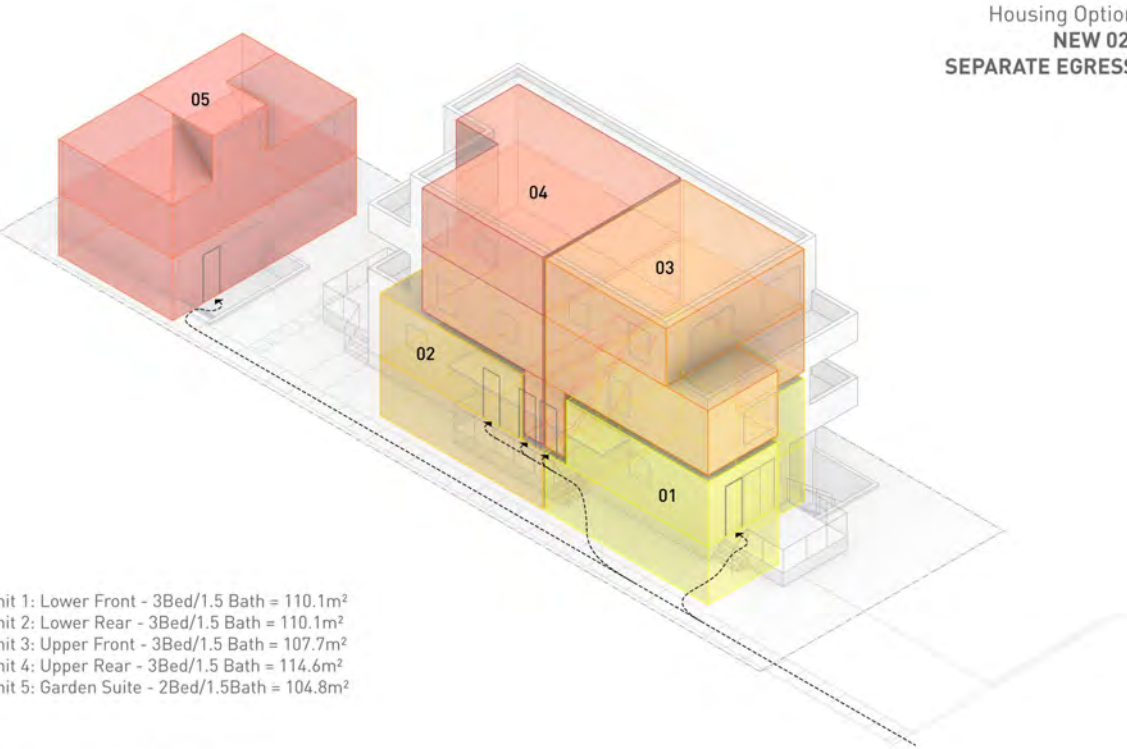 Housing Option
NEW 02
SEPARATE EGRESS
05
04
03
02
01
nit 1: Lower Front - 3Bed/1.5 Bath = 110.1m²
nit 2: Lower Rear - 3Bed/1.5 Bath = 110.1m²
nit 3: Upper Front - 3Bed/1.5 Bath = 107.7m²
nit 4: Upper Rear - 3Bed/1.5 Bath = 114.6m²
nit 5: Garden Suite - 2Bed/1.5Bath = 104.8m²